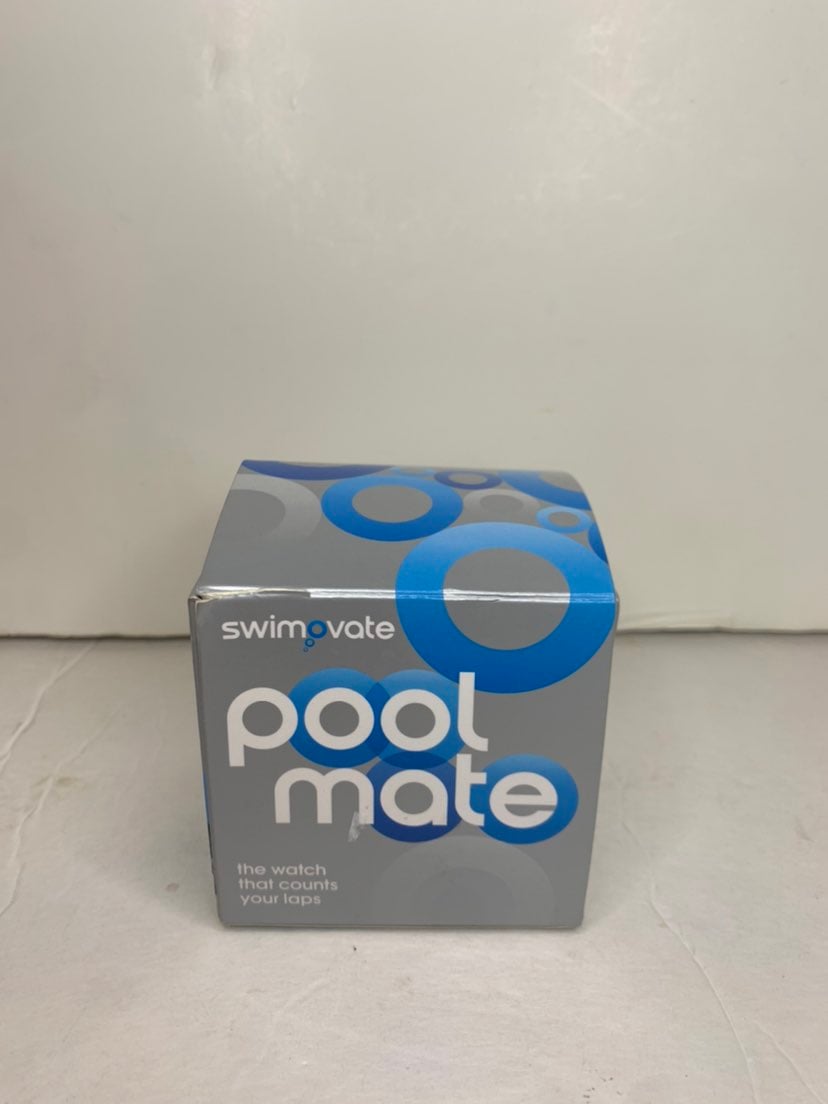 swimovate
pool
mate
the watch
that counts
your laps